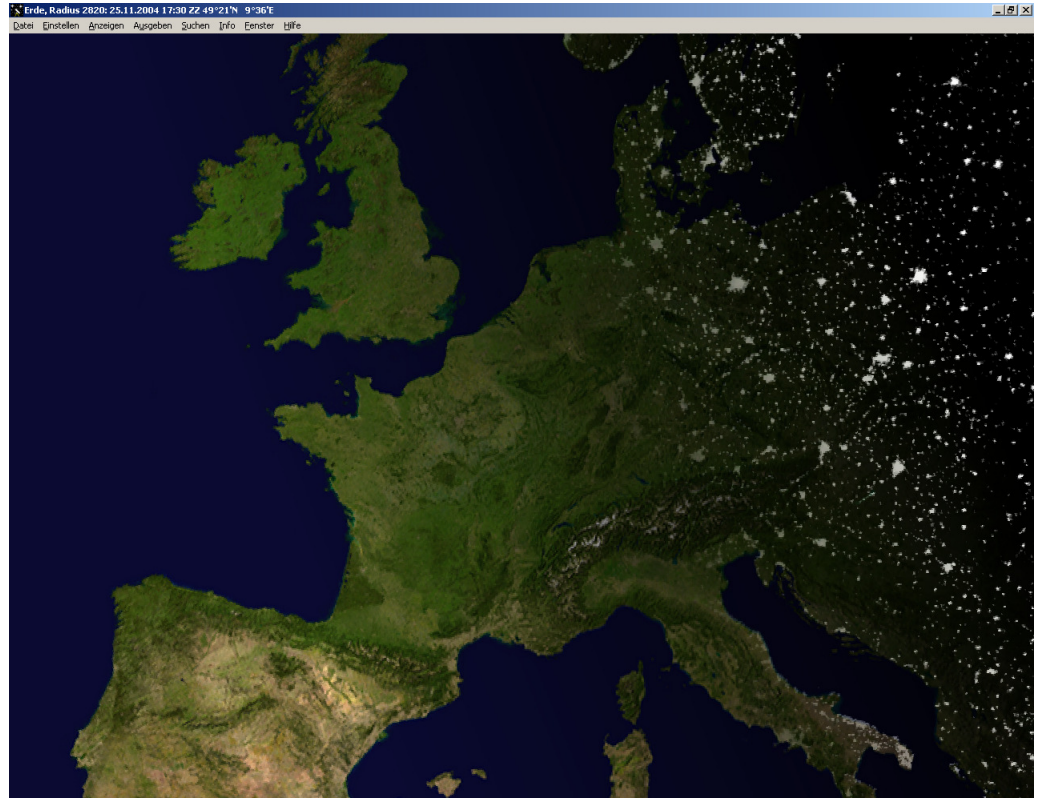 Erde, Radius 2820: 25.11.2004 17:30 ZZ 49°21'N 9°36'E
Datei Einstellen Anzeigen Ausgeben Suchen Info Fenster Hilfe